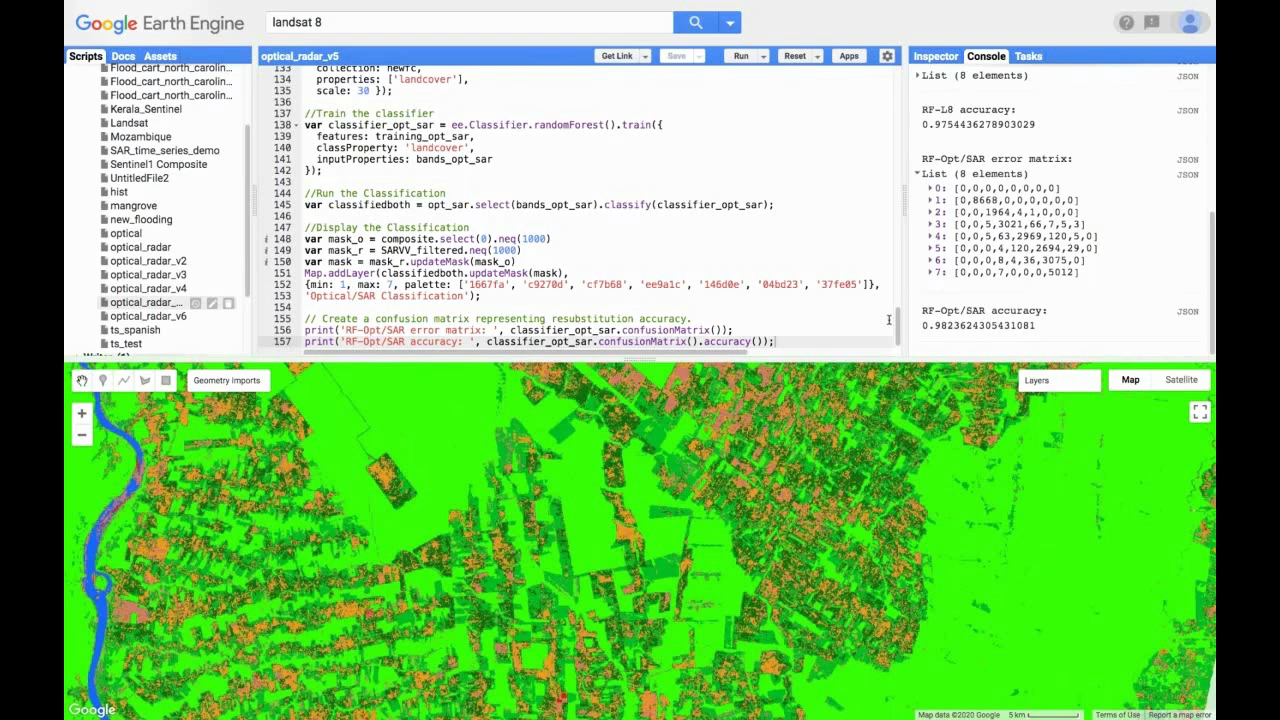 Google Earth Engine
landsat 8
Scripts Docs Assets
Flood_cart_north_carolin...
Flood_cart_north_carolin...
Flood_cart_north_carolin...
Kerala_Sentinel
Landsat
Mozambique
SAR_time_series_demo
Sentinel1 Composite
UntitledFile2
hist
mangrove
new_flooding
optical
optical_radar
optical_radar_v2
optical_radar_v3
optical_radar_v4
optical_radar_...
optical_radar_v6
ts_spanish
ts_test
optical_radar_v5
Get Link Save Run Reset Apps
133 collection: newfc,
134 properties: ['landcover'],
135 scale: 30 });
136
137 //Train the classifier
138 var classifier_opt_sar = ee.Classifier.randomForest().train({
139 features: training_opt_sar,
140 classProperty: 'landcover',
141 inputProperties: bands_opt_sar
142 });
143
144 //Run the Classification
145 var classifiedboth = opt_sar.select(bands_opt_sar).classify(classifier_opt_sar);
146
147 //Display the Classification
i 148 var mask_o = composite.select(0).neq(1000)
i 149 var mask_r = SARVV_filtered.neq(1000)
i 150 var mask = mask_r.updateMask(mask_o)
151 Map.addLayer(classifiedboth.updateMask(mask),
152 {min: 1, max: 7, palette: ['1667fa', 'c9270d', 'cf7b68', 'ee9a1c', '146d0e', '04bd23', '37fe05']},
153 'Optical/SAR Classification');
154
155 // Create a confusion matrix representing resubstitution accuracy.
156 print('RF-Opt/SAR error matrix: ', classifier_opt_sar.confusionMatrix());
157 print('RF-Opt/SAR accuracy: ', classifier_opt_sar.confusionMatrix().accuracy());
Inspector Console Tasks
List (8 elements) JSON
RF-L8 accuracy: JSON
0.9754436278903029
RF-Opt/SAR error matrix: JSON
List (8 elements) JSON
0: [0,0,0,0,0,0,0,0]
1: [0,8668,0,0,0,0,0,0]
2: [0,0,1964,4,1,0,0,0]
3: [0,0,5,3021,66,7,5,3]
4: [0,0,5,63,2969,120,5,0]
5: [0,0,0,4,120,2694,29,0]
6: [0,0,0,8,4,36,3075,0]
7: [0,0,0,7,0,0,0,5012]
RF-Opt/SAR accuracy: JSON
0.9823624305431081
Geometry Imports
Layers
Map Satellite
+
−
Google
Map data ©2020 Google 5 km Terms of Use Report a map error